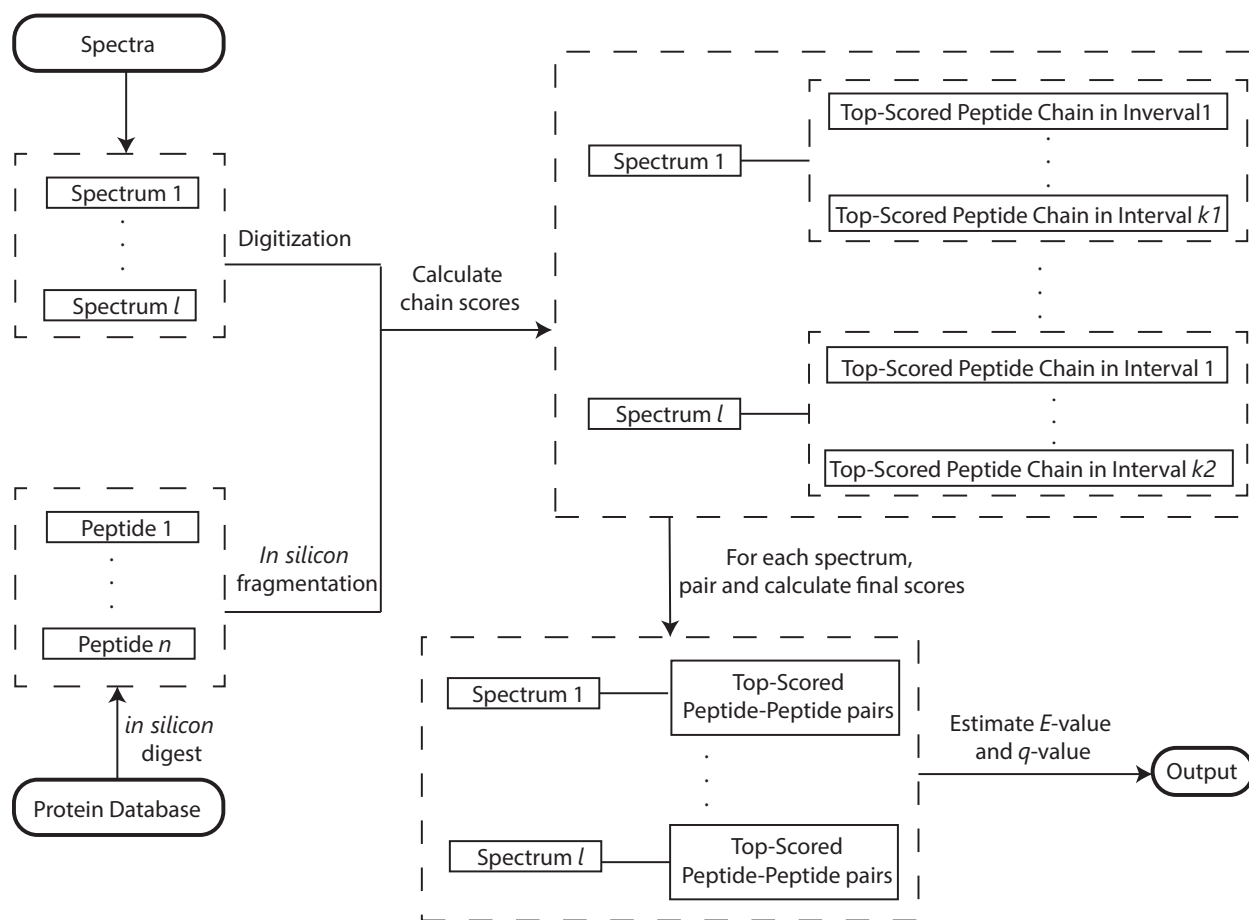 Spectra
Spectrum 1
Spectrum l
Digitization
Peptide 1
Peptide n
In silicon
fragmentation
in silicon
digest
Protein Database
Calculate
chain scores
Spectrum 1
Top-Scored Peptide Chain in Inverval1
Top-Scored Peptide Chain in Interval k1
Spectrum l
Top-Scored Peptide Chain in Interval 1
Top-Scored Peptide Chain in Interval k2
For each spectrum,
pair and calculate final scores
Spectrum 1
Top-Scored
Peptide-Peptide pairs
Spectrum l
Top-Scored
Peptide-Peptide pairs
Estimate E-value
and q-value
Output